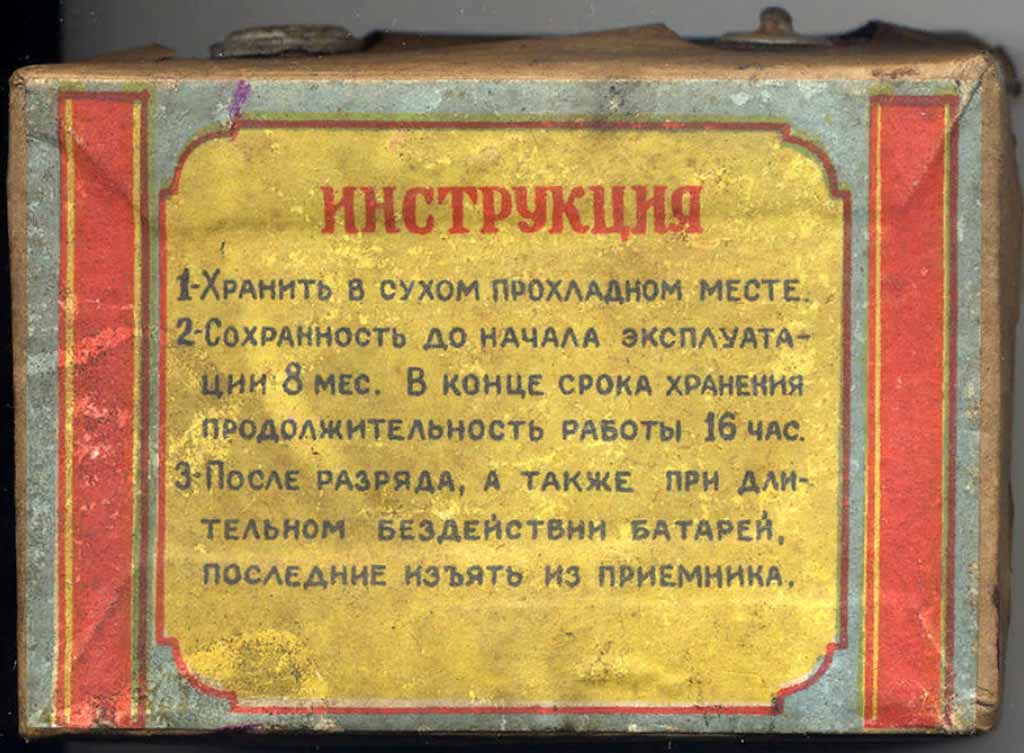 ИНСТРУКЦИЯ
1-Хранить в сухом прохладном месте.
2-Сохранность до начала эксплуата-
ции 8 мес. В конце срока хранения
продолжительность работы 16 час.
3-После разряда, а также при дли-
тельном бездействии батарей,
последние изъять из приемника.